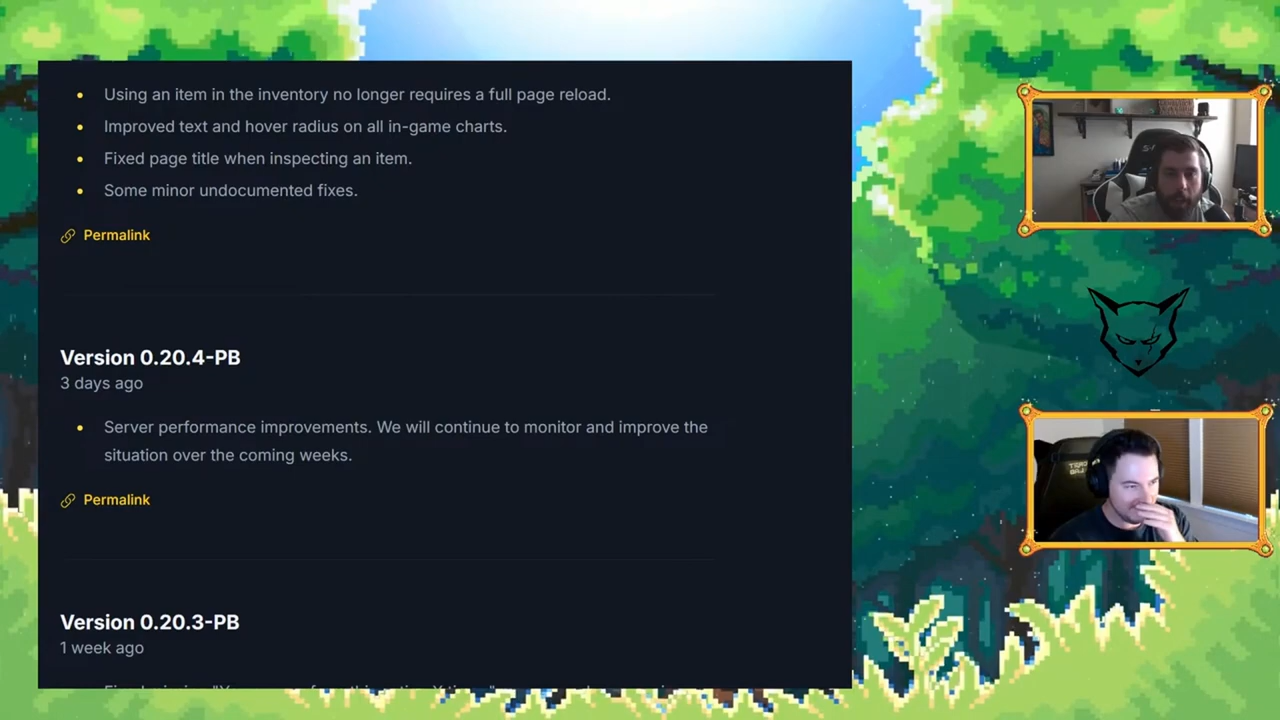 Using an item in the inventory no longer requires a full page reload.
Improved text and hover radius on all in-game charts.
Fixed page title when inspecting an item.
Some minor undocumented fixes.
Permalink
Version 0.20.4-PB
3 days ago
Server performance improvements. We will continue to monitor and improve the
situation over the coming weeks.
Permalink
Version 0.20.3-PB
1 week ago